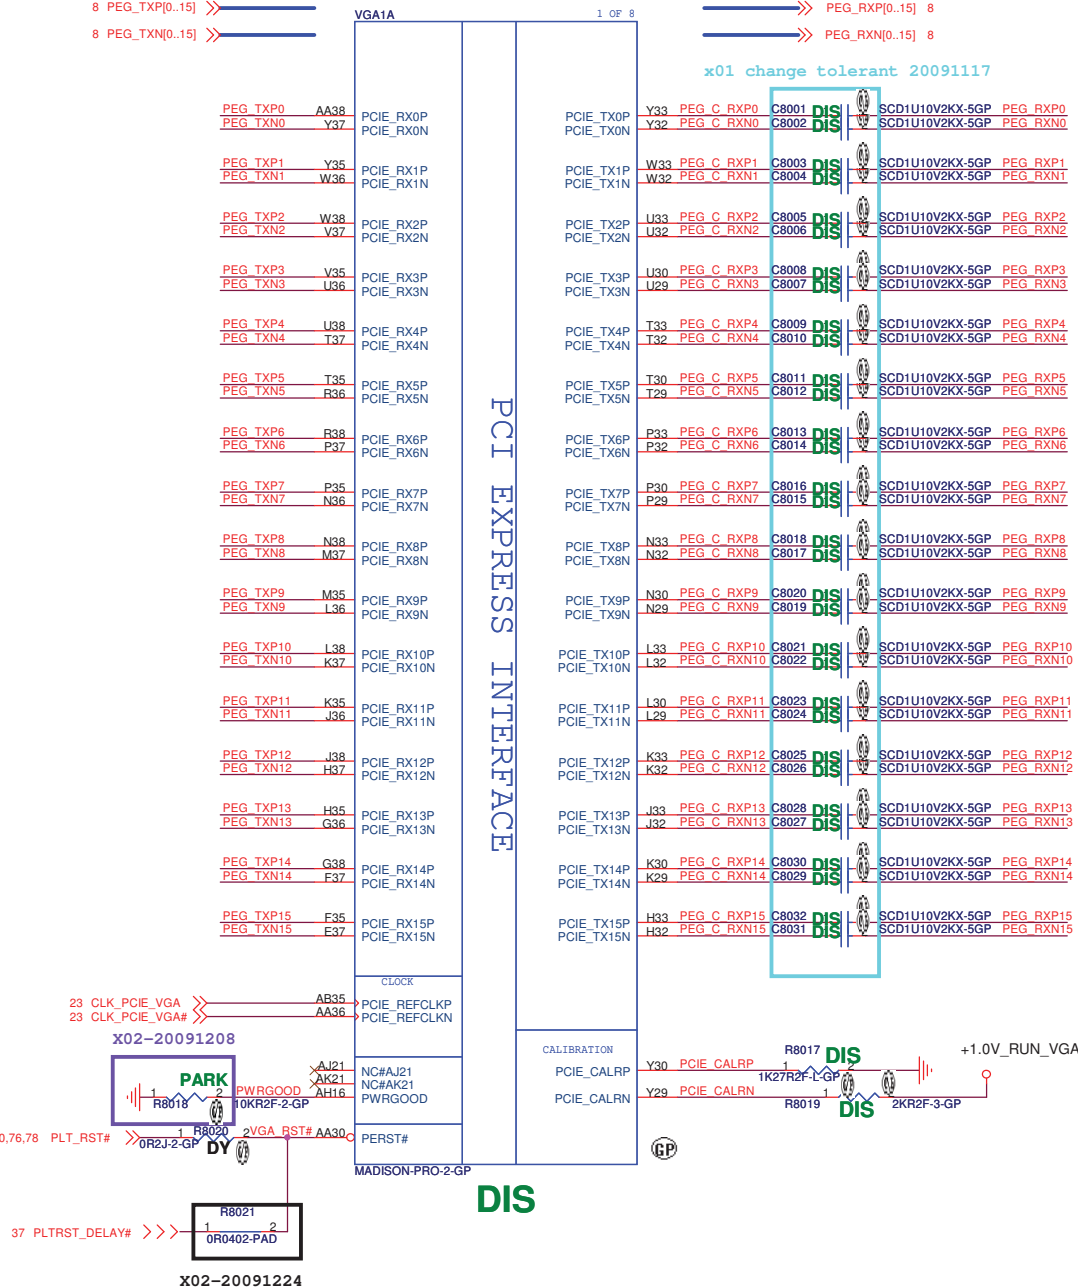 8 PEG_TXP[0..15] VGA1A 1 OF 8 PEG_RXP[0..15] 8
8 PEG_TXN[0..15] PEG_RXN[0..15] 8
x01 change tolerant 20091117
PEG_TXP0 AA38 PCIE_RX0P PCIE_TX0P Y33 PEG_C_RXP0 C8001 DIS SCD1U10V2KX-5GP PEG_RXP0
PEG_TXN0 Y37 PCIE_RX0N PCIE_TX0N Y32 PEG_C_RXN0 C8002 DIS SCD1U10V2KX-5GP PEG_RXN0
PEG_TXP1 Y35 PCIE_RX1P PCIE_TX1P W33 PEG_C_RXP1 C8003 DIS SCD1U10V2KX-5GP PEG_RXP1
PEG_TXN1 W36 PCIE_RX1N PCIE_TX1N W32 PEG_C_RXN1 C8004 DIS SCD1U10V2KX-5GP PEG_RXN1
PEG_TXP2 W38 PCIE_RX2P PCIE_TX2P U33 PEG_C_RXP2 C8005 DIS SCD1U10V2KX-5GP PEG_RXP2
PEG_TXN2 V37 PCIE_RX2N PCIE_TX2N U32 PEG_C_RXN2 C8006 DIS SCD1U10V2KX-5GP PEG_RXN2
PEG_TXP3 V35 PCIE_RX3P PCIE_TX3P U30 PEG_C_RXP3 C8008 DIS SCD1U10V2KX-5GP PEG_RXP3
PEG_TXN3 U36 PCIE_RX3N PCIE_TX3N U29 PEG_C_RXN3 C8007 DIS SCD1U10V2KX-5GP PEG_RXN3
PEG_TXP4 U38 PCIE_RX4P PCIE_TX4P T33 PEG_C_RXP4 C8009 DIS SCD1U10V2KX-5GP PEG_RXP4
PEG_TXN4 T37 PCIE_RX4N PCIE_TX4N T32 PEG_C_RXN4 C8010 DIS SCD1U10V2KX-5GP PEG_RXN4
PEG_TXP5 T35 PCIE_RX5P PCIE_TX5P T30 PEG_C_RXP5 C8011 DIS SCD1U10V2KX-5GP PEG_RXP5
PEG_TXN5 R36 PCIE_RX5N PCIE_TX5N T29 PEG_C_RXN5 C8012 DIS SCD1U10V2KX-5GP PEG_RXN5
PEG_TXP6 R38 PCIE_RX6P PCIE_TX6P P33 PEG_C_RXP6 C8013 DIS SCD1U10V2KX-5GP PEG_RXP6
PEG_TXN6 P37 PCIE_RX6N PCIE_TX6N P32 PEG_C_RXN6 C8014 DIS SCD1U10V2KX-5GP PEG_RXN6
PEG_TXP7 P35 PCIE_RX7P PCIE_TX7P P30 PEG_C_RXP7 C8016 DIS SCD1U10V2KX-5GP PEG_RXP7
PEG_TXN7 N36 PCIE_RX7N PCIE_TX7N P29 PEG_C_RXN7 C8015 DIS SCD1U10V2KX-5GP PEG_RXN7
PEG_TXP8 N38 PCIE_RX8P PCIE_TX8P N33 PEG_C_RXP8 C8018 DIS SCD1U10V2KX-5GP PEG_RXP8
PEG_TXN8 M37 PCIE_RX8N PCIE_TX8N N32 PEG_C_RXN8 C8017 DIS SCD1U10V2KX-5GP PEG_RXN8
PEG_TXP9 M35 PCIE_RX9P PCIE_TX9P N30 PEG_C_RXP9 C8020 DIS SCD1U10V2KX-5GP PEG_RXP9
PEG_TXN9 L36 PCIE_RX9N PCIE_TX9N N29 PEG_C_RXN9 C8019 DIS SCD1U10V2KX-5GP PEG_RXN9
PEG_TXP10 L38 PCIE_RX10P PCIE_TX10P L33 PEG_C_RXP10 C8021 DIS SCD1U10V2KX-5GP PEG_RXP10
PEG_TXN10 K37 PCIE_RX10N PCIE_TX10N L32 PEG_C_RXN10 C8022 DIS SCD1U10V2KX-5GP PEG_RXN10
PEG_TXP11 K35 PCIE_RX11P PCIE_TX11P L30 PEG_C_RXP11 C8023 DIS SCD1U10V2KX-5GP PEG_RXP11
PEG_TXN11 J36 PCIE_RX11N PCIE_TX11N L29 PEG_C_RXN11 C8024 DIS SCD1U10V2KX-5GP PEG_RXN11
PEG_TXP12 J38 PCIE_RX12P PCIE_TX12P K33 PEG_C_RXP12 C8025 DIS SCD1U10V2KX-5GP PEG_RXP12
PEG_TXN12 H37 PCIE_RX12N PCIE_TX12N K32 PEG_C_RXN12 C8026 DIS SCD1U10V2KX-5GP PEG_RXN12
PEG_TXP13 H35 PCIE_RX13P PCIE_TX13P J33 PEG_C_RXP13 C8028 DIS SCD1U10V2KX-5GP PEG_RXP13
PEG_TXN13 G36 PCIE_RX13N PCIE_TX13N J32 PEG_C_RXN13 C8027 DIS SCD1U10V2KX-5GP PEG_RXN13
PEG_TXP14 G38 PCIE_RX14P PCIE_TX14P K30 PEG_C_RXP14 C8030 DIS SCD1U10V2KX-5GP PEG_RXP14
PEG_TXN14 F37 PCIE_RX14N PCIE_TX14N K29 PEG_C_RXN14 C8029 DIS SCD1U10V2KX-5GP PEG_RXN14
PEG_TXP15 F35 PCIE_RX15P PCIE_TX15P H33 PEG_C_RXP15 C8032 DIS SCD1U10V2KX-5GP PEG_RXP15
PEG_TXN15 E37 PCIE_RX15N PCIE_TX15N H32 PEG_C_RXN15 C8031 DIS SCD1U10V2KX-5GP PEG_RXN15
PCI EXPRESS INTERFACE
CLOCK
23 CLK_PCIE_VGA AB35 PCIE_REFCLKP
23 CLK_PCIE_VGA# AA36 PCIE_REFCLKN
X02-20091208
CALIBRATION R8017 DIS +1.0V_RUN_VGA
AJ21 NC#AJ21 PCIE_CALRP Y30 PCIE_CALRP 1 2
1K27R2F-L-GP
PARK AK21 NC#AK21
1 2 PWRGOOD AH16 PWRGOOD PCIE_CALRN Y29 PCIE_CALRN 1
R8018 10KR2F-2-GP R8019 DIS 2KR2F-3-GP
0,76,78 PLT_RST# 1 R8020 2 VGA_RST# AA30 PERST#
0R2J-2-GP DY
GP
MADISON-PRO-2-GP
DIS
R8021
37 PLTRST_DELAY# 1 2
0R0402-PAD
X02-20091224